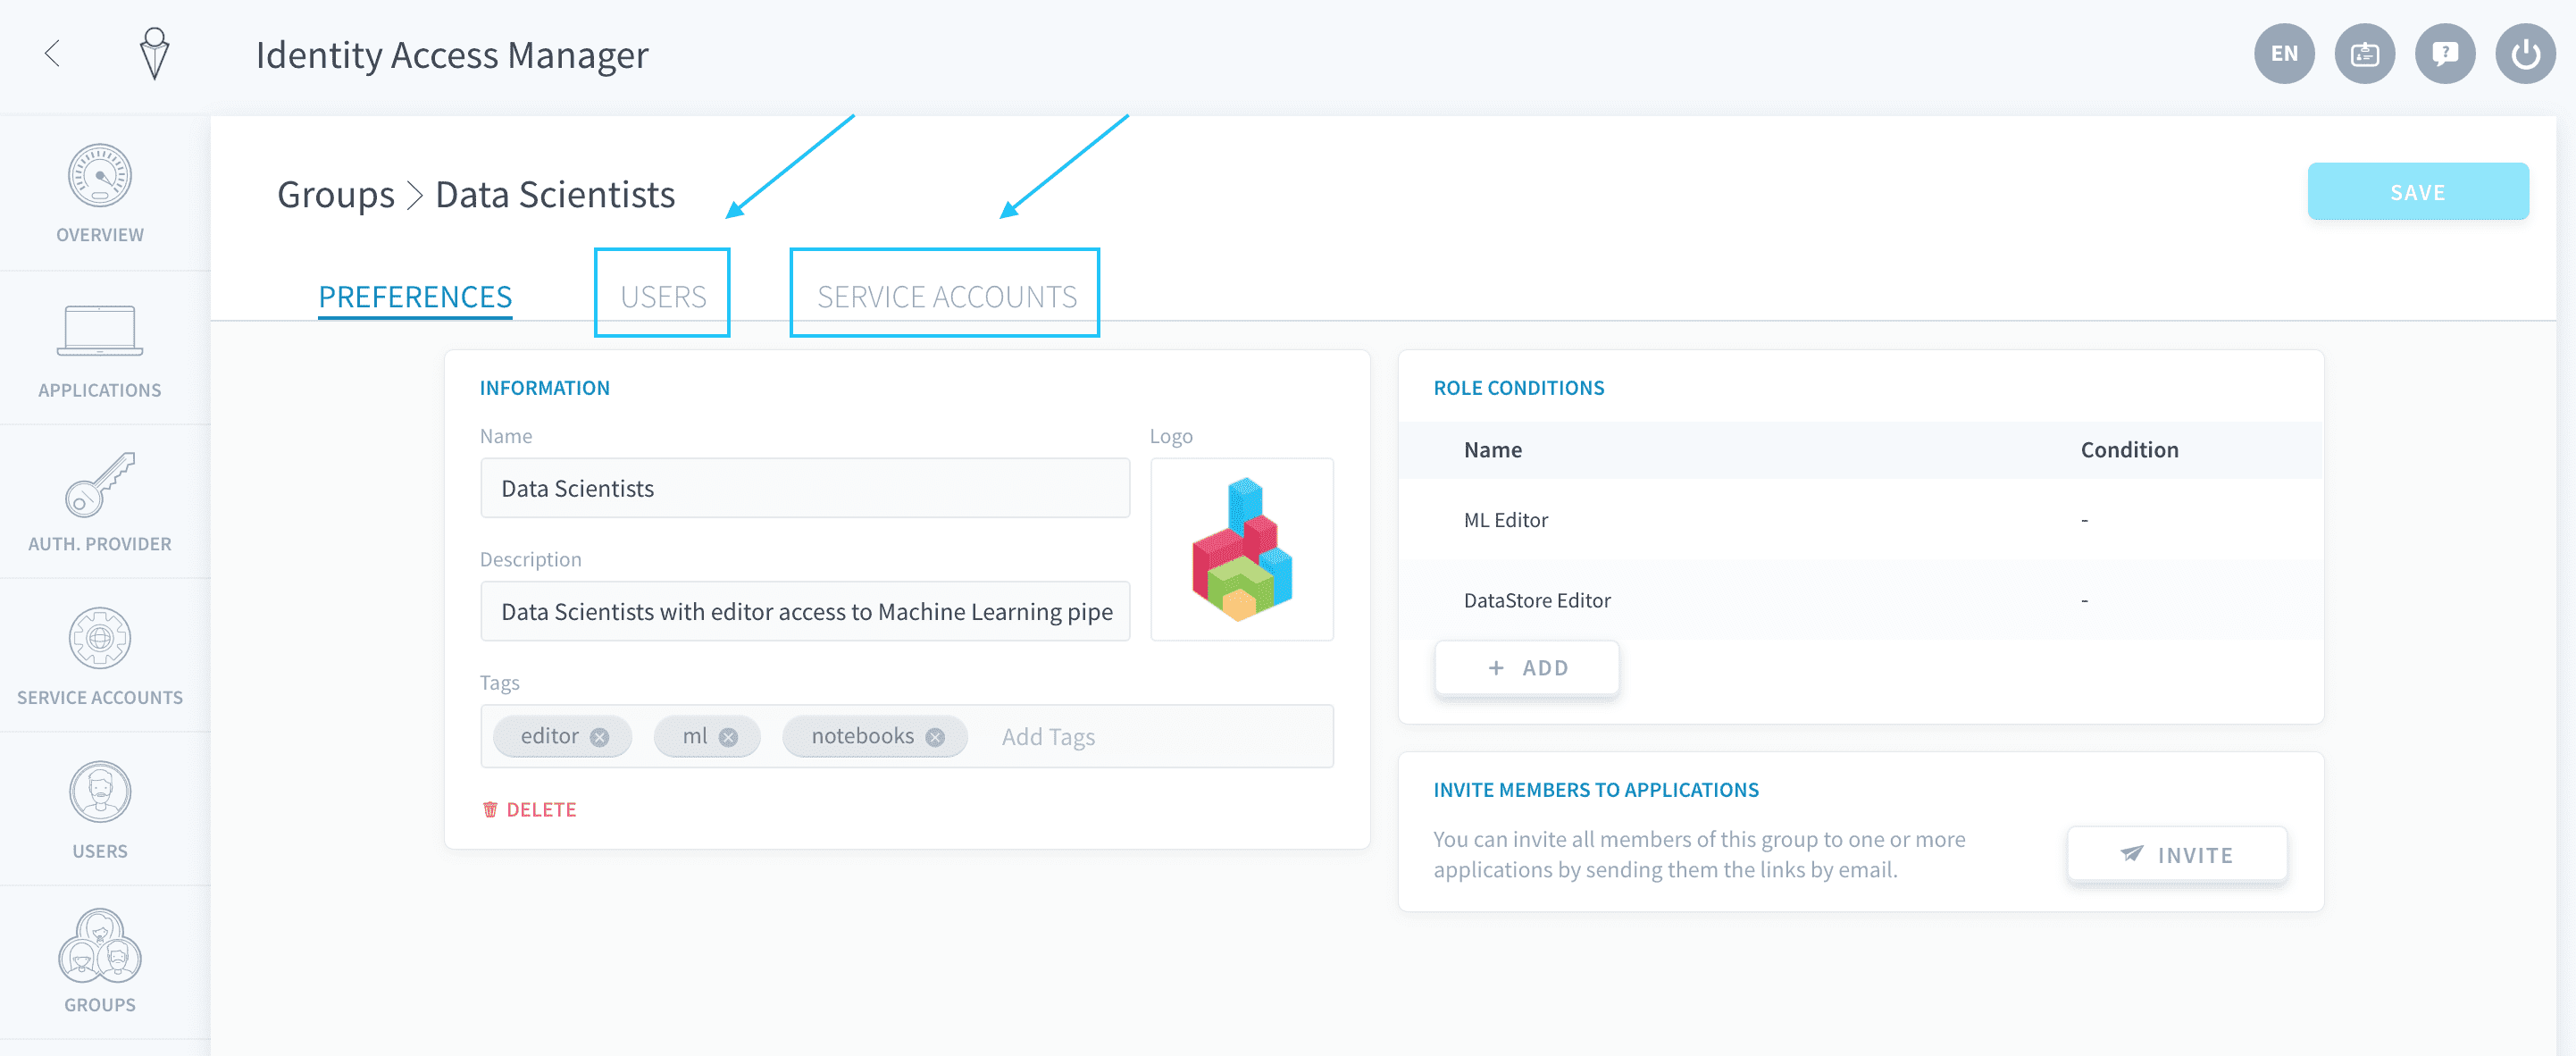 Identity Access Manager
EN
?
OVERVIEW
APPLICATIONS
AUTH. PROVIDER
SERVICE ACCOUNTS
USERS
GROUPS
Groups > Data Scientists
SAVE
PREFERENCES
USERS
SERVICE ACCOUNTS
INFORMATION
Name
Data Scientists
Logo
Description
Data Scientists with editor access to Machine Learning pipe
Tags
editor
ml
notebooks
Add Tags
DELETE
ROLE CONDITIONS
Name Condition
ML Editor -
DataStore Editor -
+ ADD
INVITE MEMBERS TO APPLICATIONS
You can invite all members of this group to one or more
applications by sending them the links by email.
INVITE